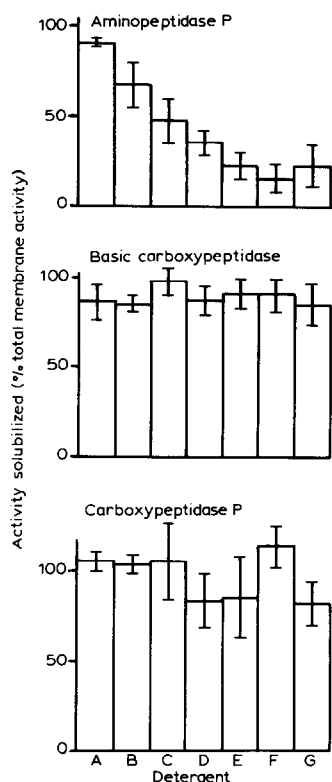 Aminopeptidase P
100
50
0
Basic carboxypeptidase
100
50
0
Carboxypeptidase P
100
50
0
A B C D E F G
Detergent
Activity solubilized (% total membrane activity)